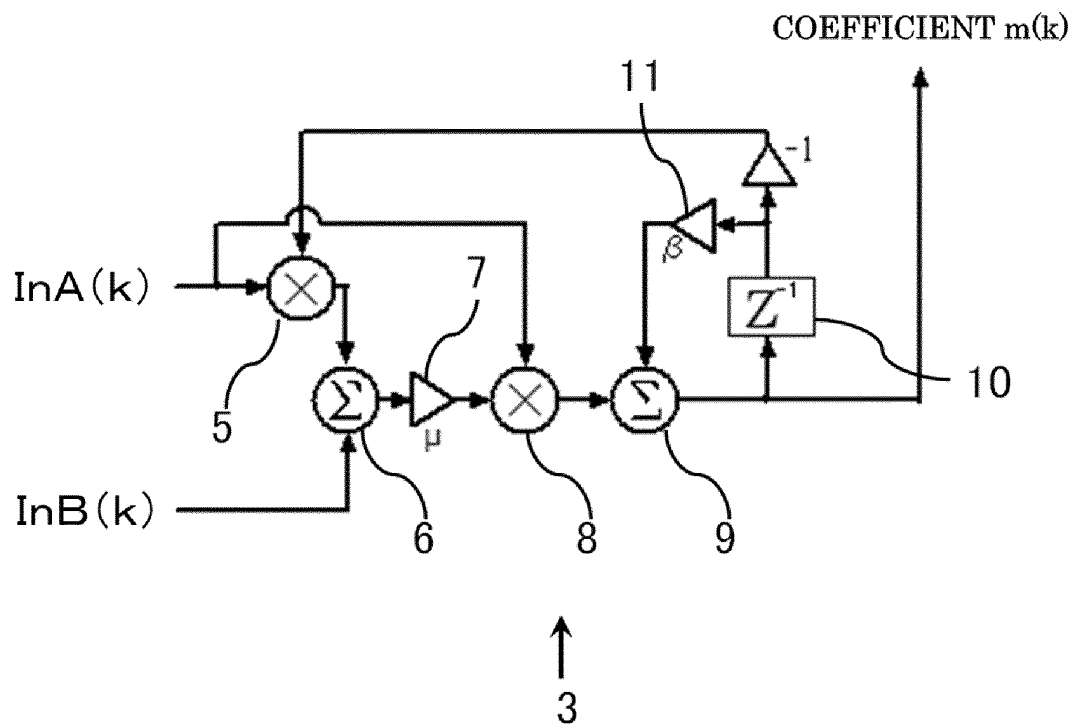 COEFFICIENT m(k)
11
-1
β
InA(k)
×
7
Z⁻¹
10
5
Σ
μ
×
Σ
InB(k)
6
8
9
3